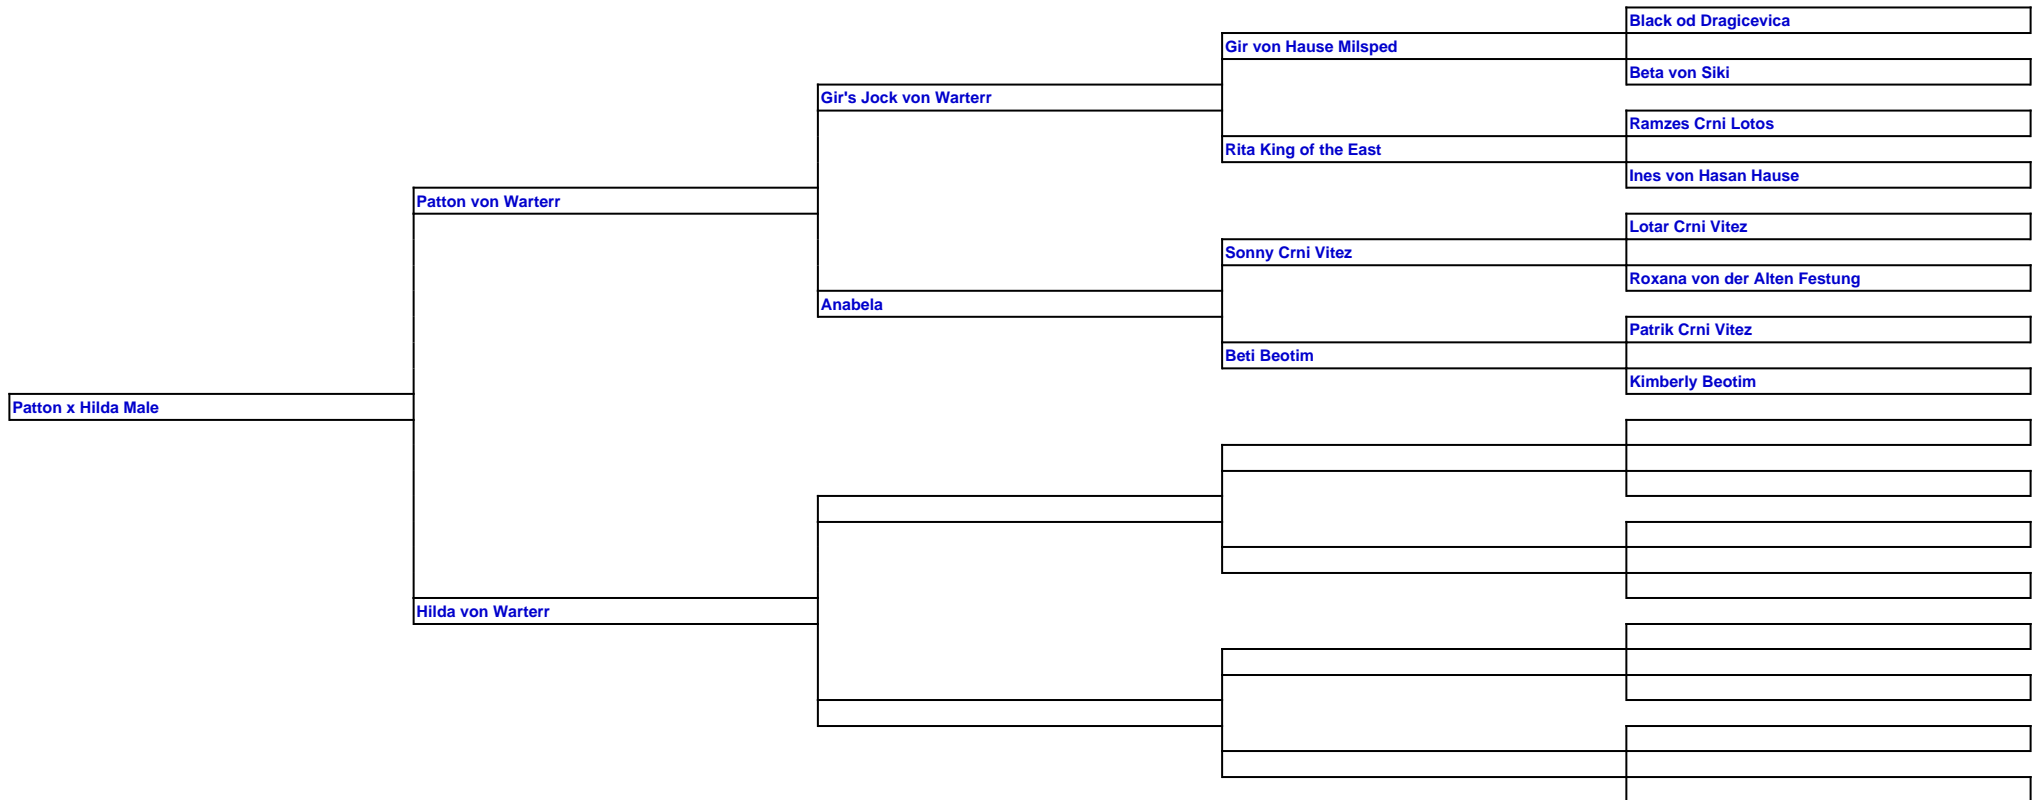 Black od Dragicevica
Gir von Hause Milsped
Beta von Siki
Gir's Jock von Warterr
Ramzes Crni Lotos
Rita King of the East
Ines von Hasan Hause
Patton von Warterr
Lotar Crni Vitez
Sonny Crni Vitez
Roxana von der Alten Festung
Anabela
Patrik Crni Vitez
Beti Beotim
Kimberly Beotim
Patton x Hilda Male
Hilda von Warterr